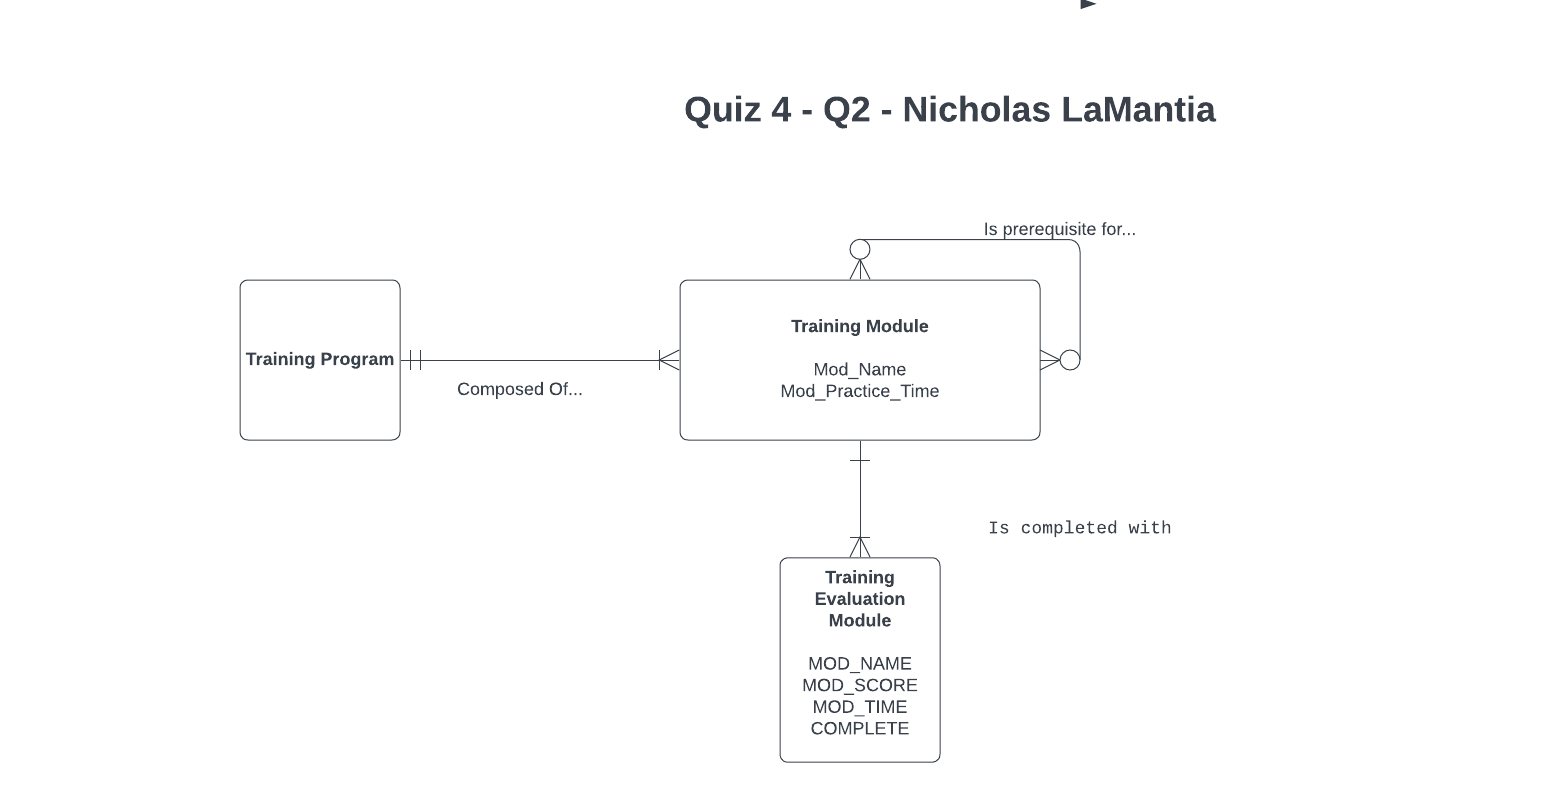 Quiz 4 - Q2 - Nicholas LaMantia
Is prerequisite for...
Training Program
Composed Of...
Training Module
Mod_Name
Mod_Practice_Time
Is completed with
Training
Evaluation
Module
MOD_NAME
MOD_SCORE
MOD_TIME
COMPLETE